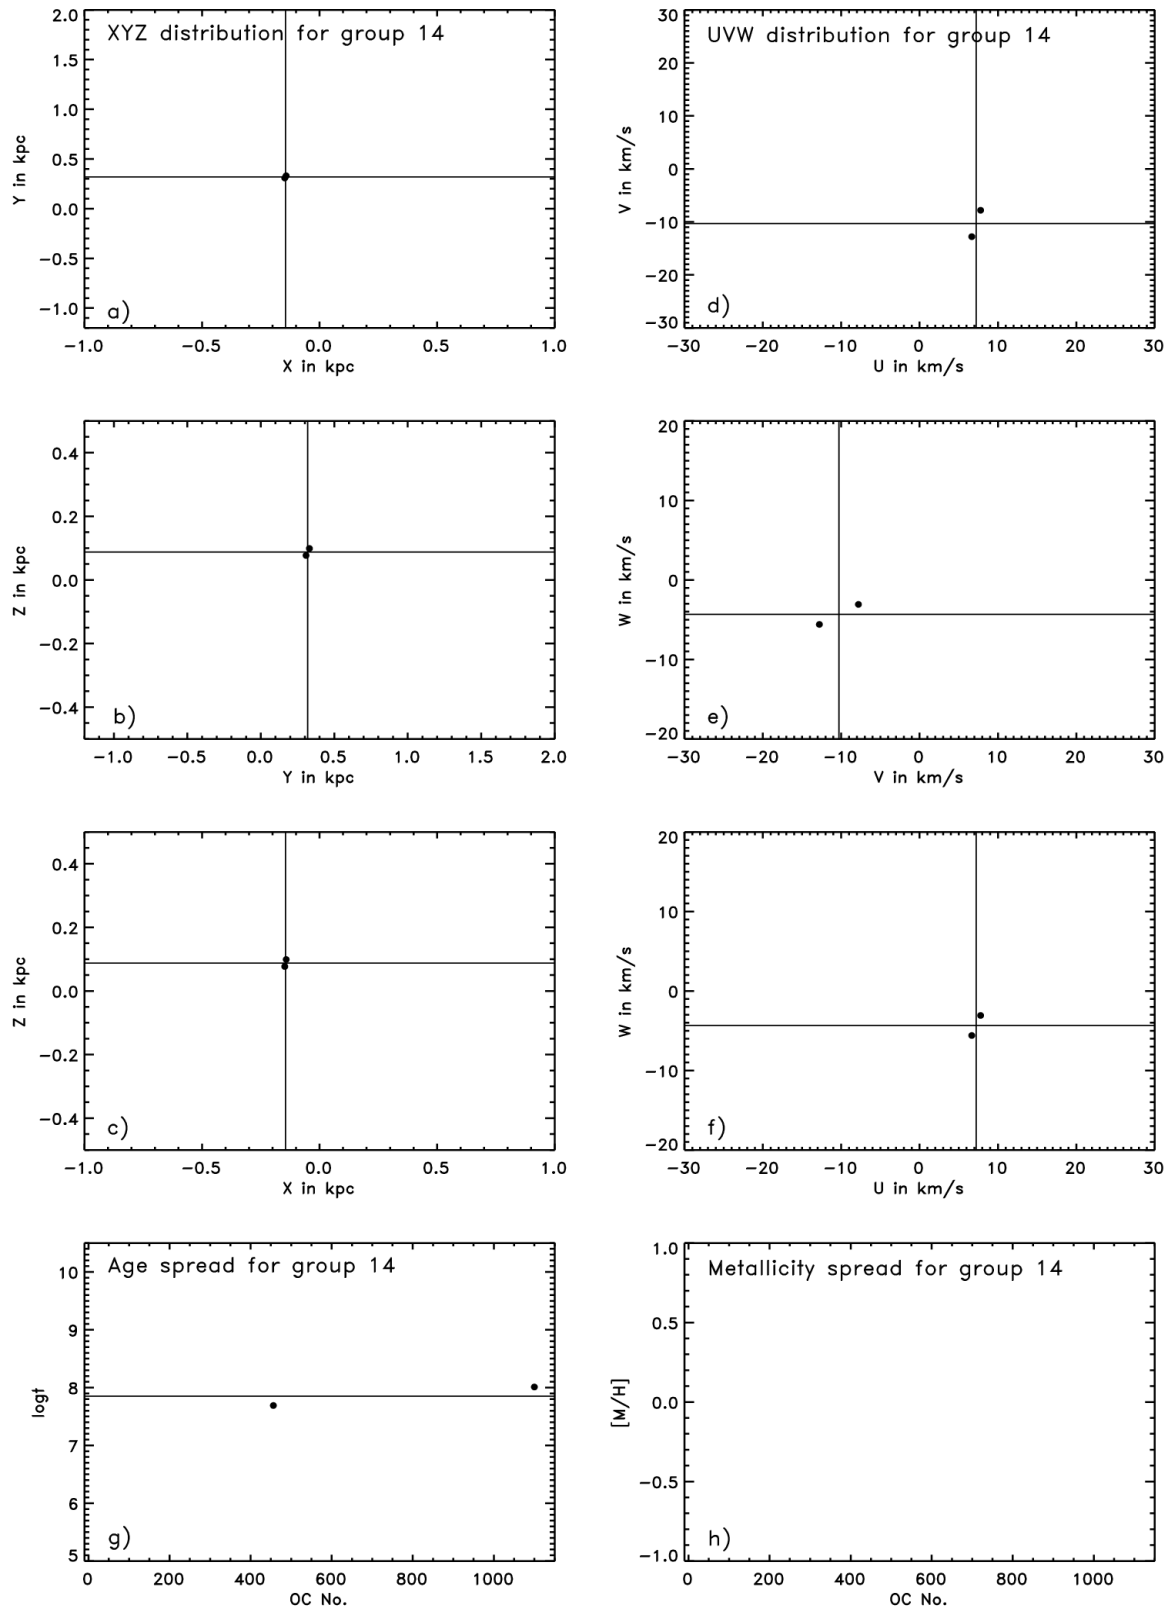 XYZ distribution for group 14
2.0
1.5
1.0
0.5
0.0
−0.5
−1.0
Y in kpc
a)
−1.0 −0.5 0.0 0.5 1.0
X in kpc
UVW distribution for group 14
30
20
10
0
−10
−20
−30
V in km/s
d)
−30 −20 −10 0 10 20 30
U in km/s
0.4
0.2
0.0
−0.2
−0.4
Z in kpc
b)
−1.0 −0.5 0.0 0.5 1.0 1.5 2.0
Y in kpc
20
10
0
−10
−20
W in km/s
e)
−30 −20 −10 0 10 20 30
V in km/s
0.4
0.2
0.0
−0.2
−0.4
Z in kpc
c)
−1.0 −0.5 0.0 0.5 1.0
X in kpc
20
10
0
−10
−20
W in km/s
f)
−30 −20 −10 0 10 20 30
U in km/s
Age spread for group 14
10
9
8
7
6
5
logt
g)
0 200 400 600 800 1000
OC No.
Metallicity spread for group 14
1.0
0.5
0.0
−0.5
−1.0
[M/H]
h)
0 200 400 600 800 1000
OC No.